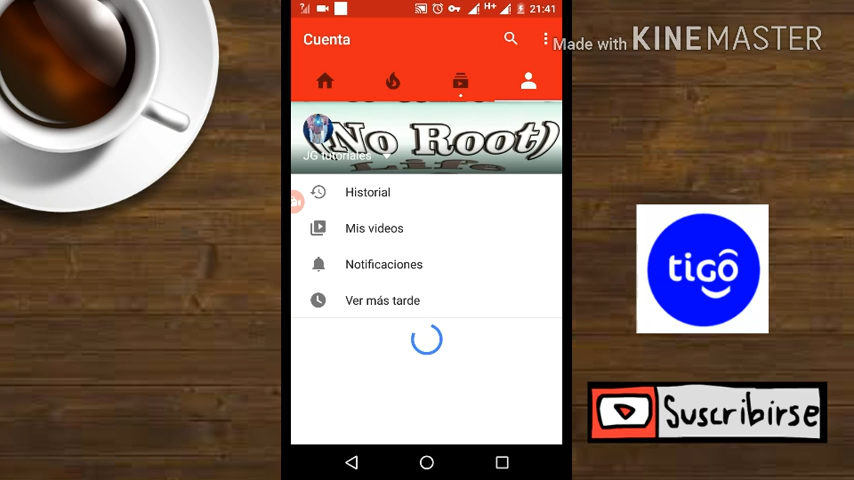 H+ 21:41
Cuenta
Made with KINEMASTER
(No Root)
JG tutoriales
Life
Historial
Mis videos
Notificaciones
Ver más tarde
tigo
Suscribirse